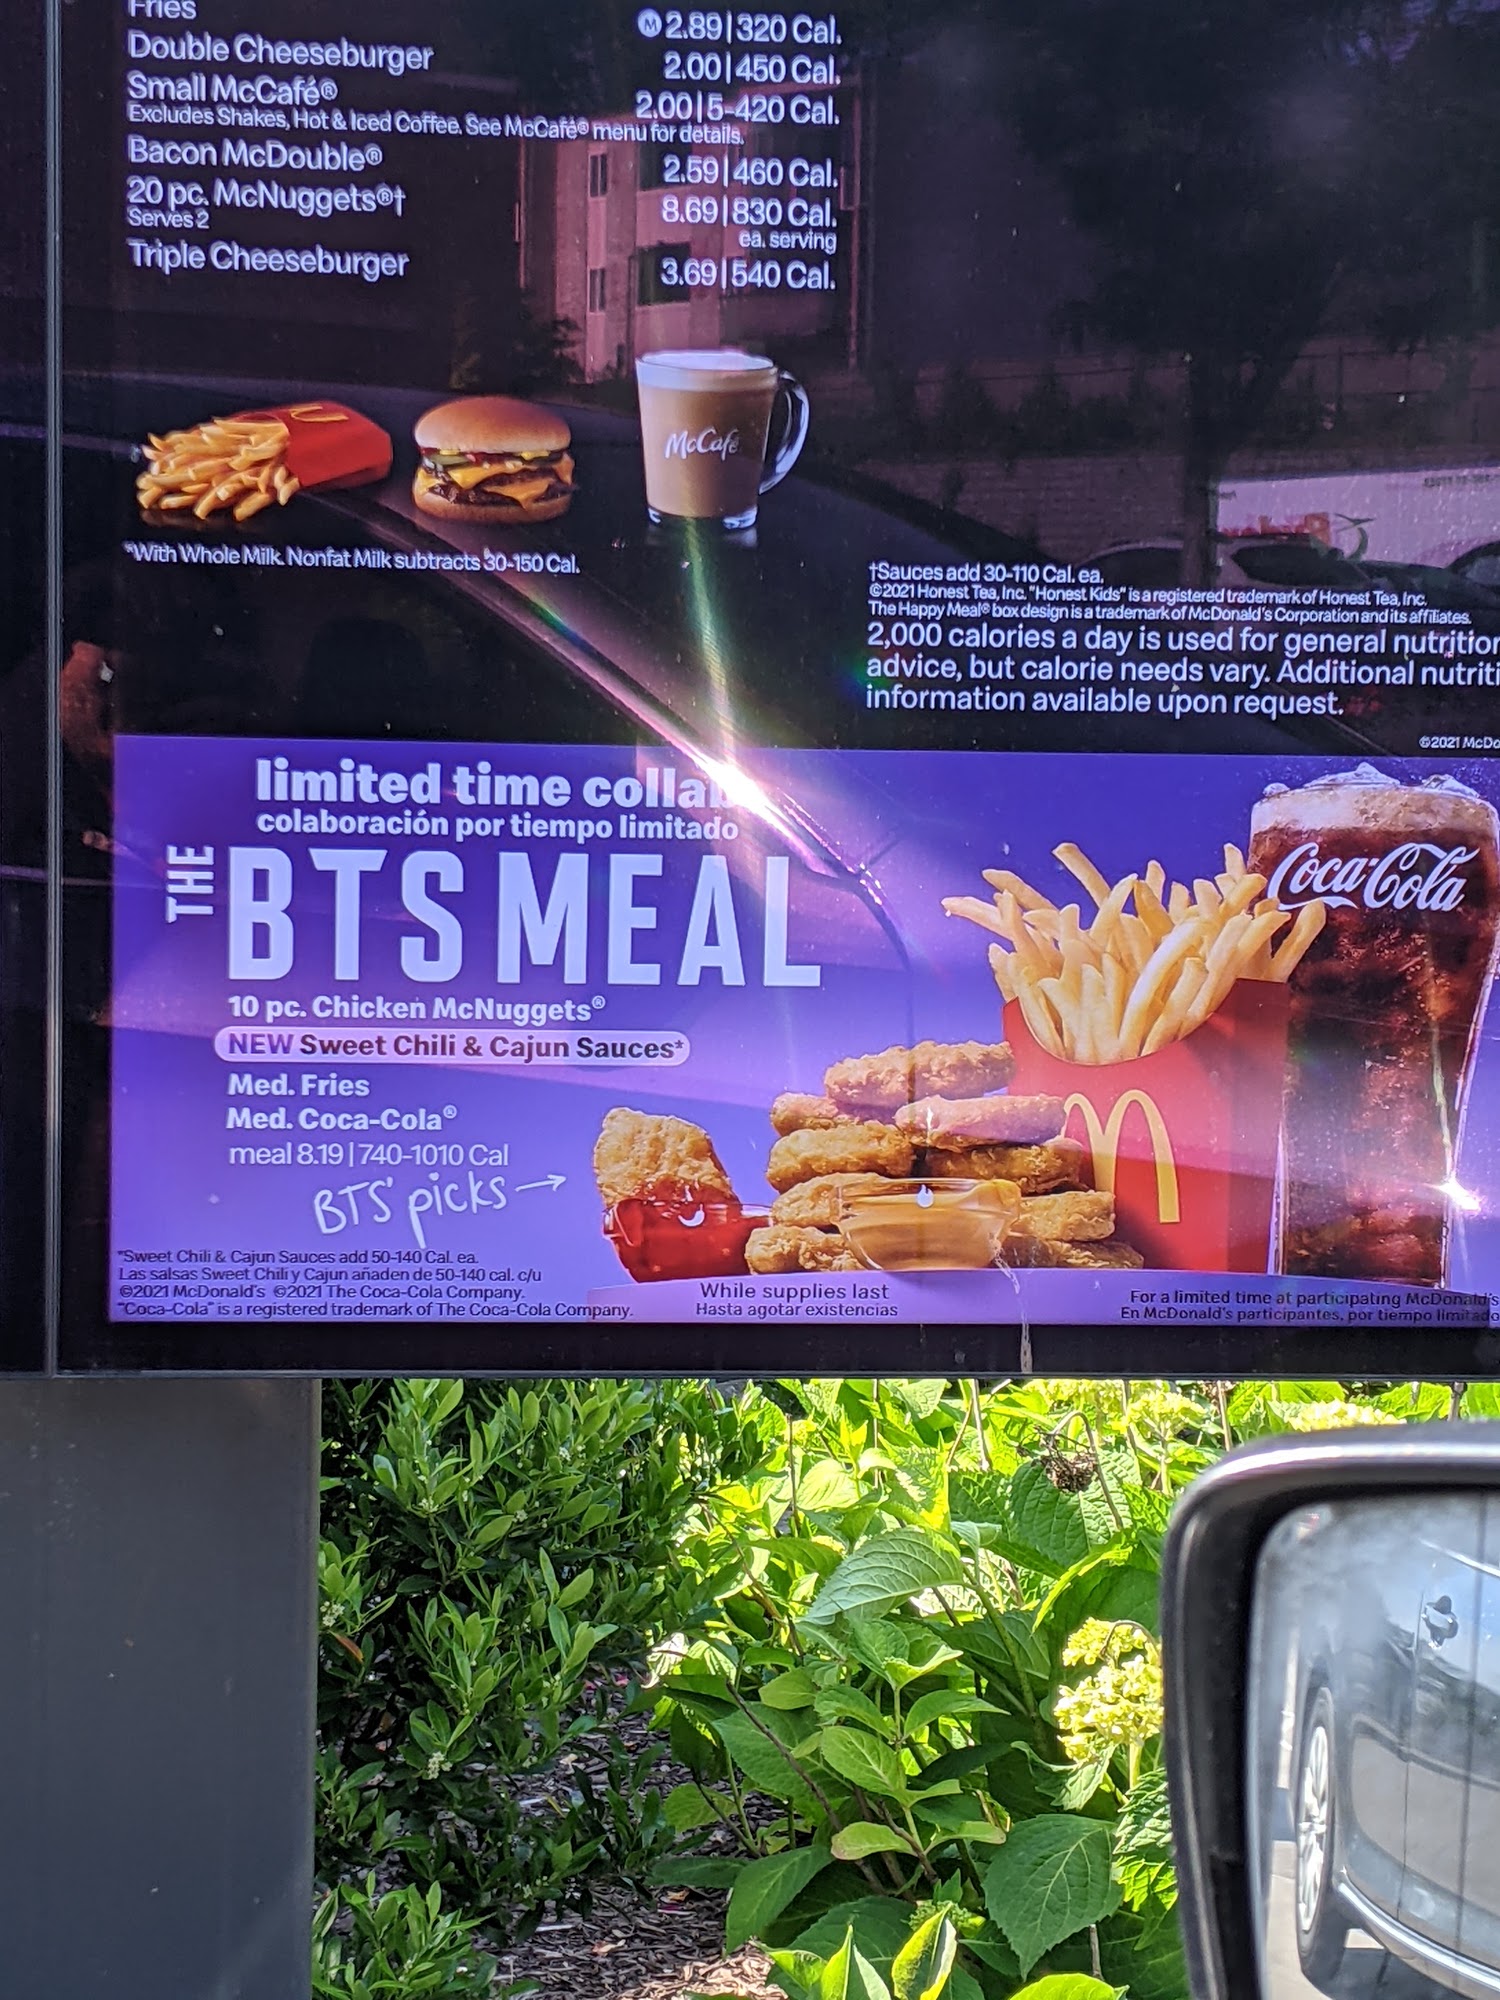 Fries Ⓜ 2.89|320 Cal.
Double Cheeseburger 2.00|450 Cal.
Small McCafé® 2.00|5-420 Cal.
Excludes Shakes, Hot & Iced Coffee. See McCafé® menu for details.
Bacon McDouble® 2.59|460 Cal.
20 pc. McNuggets®† 8.69|830 Cal.
Serves 2 ea. serving
Triple Cheeseburger 3.69|540 Cal.
McCafé
*With Whole Milk. Nonfat Milk subtracts 30-150 Cal.
†Sauces add 30-110 Cal. ea.
©2021 Honest Tea, Inc. "Honest Kids" is a registered trademark of Honest Tea, Inc.
The Happy Meal® box design is a trademark of McDonald's Corporation and its affiliates.
2,000 calories a day is used for general nutrition
advice, but calorie needs vary. Additional nutriti
information available upon request.
©2021 McDo
limited time collab
colaboración por tiempo limitado
THE BTS MEAL
10 pc. Chicken McNuggets®
NEW Sweet Chili & Cajun Sauces*
Med. Fries
Med. Coca-Cola®
meal 8.19|740-1010 Cal
BTS' picks →
Coca-Cola
*Sweet Chili & Cajun Sauces add 50-140 Cal. ea.
Las salsas Sweet Chili y Cajun añaden de 50-140 cal. c/u
©2021 McDonald's ©2021 The Coca-Cola Company.
"Coca-Cola" is a registered trademark of The Coca-Cola Company.
While supplies last
Hasta agotar existencias
For a limited time at participating McDonald's
En McDonald's participantes, por tiempo limitado